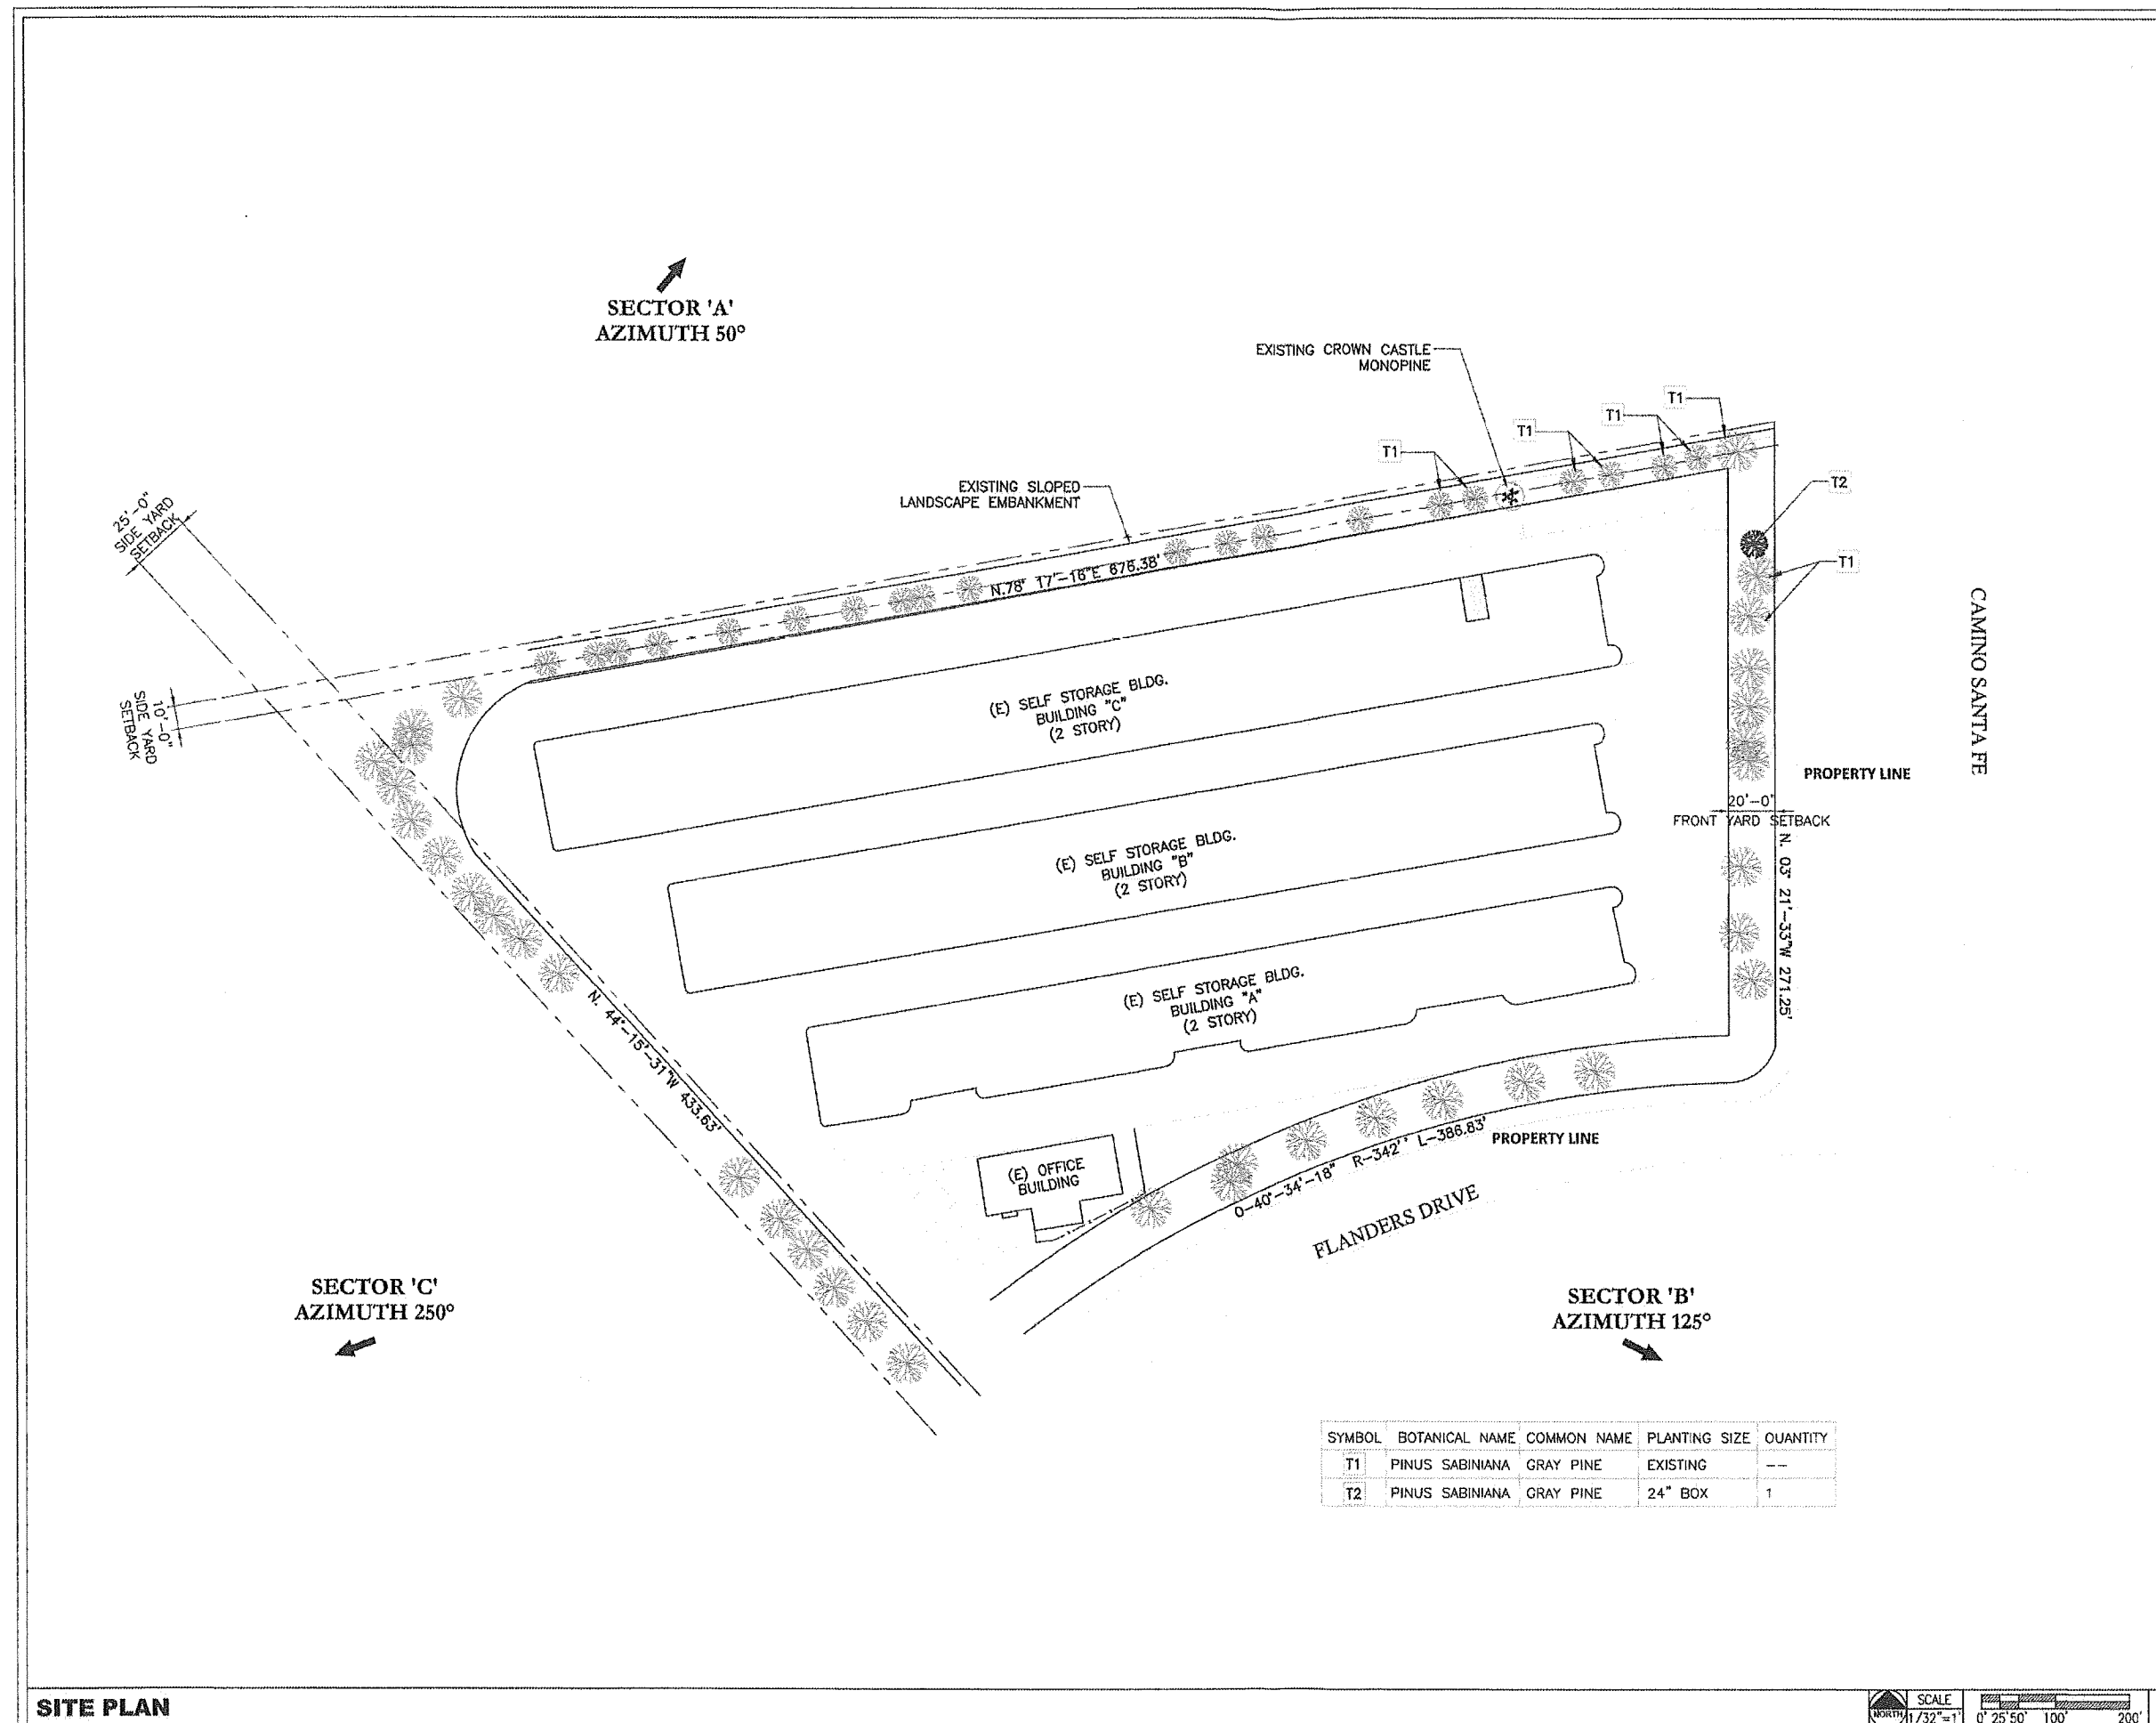 SECTOR 'A'
AZIMUTH 50°
EXISTING CROWN CASTLE
MONOPINE
T1
T1
T1
T1
T2
T1
EXISTING SLOPED
LANDSCAPE EMBANKMENT
25'-0"
SIDE YARD
SETBACK
10'-0"
SIDE YARD
SETBACK
N.78° 17'-16"E 676.38'
CAMINO SANTA FE
(E) SELF STORAGE BLDG.
BUILDING "C"
(2 STORY)
PROPERTY LINE
20'-0"
FRONT YARD SETBACK
N. 03° 21'-33"W 271.25'
(E) SELF STORAGE BLDG.
BUILDING "B"
(2 STORY)
(E) SELF STORAGE BLDG.
BUILDING "A"
(2 STORY)
N. 44°-15'-31"W 433.63'
(E) OFFICE
BUILDING
0-40°-34'-18" R-342'' L-386.83'
PROPERTY LINE
FLANDERS DRIVE
SECTOR 'C'
AZIMUTH 250°
SECTOR 'B'
AZIMUTH 125°
SYMBOL BOTANICAL NAME COMMON NAME PLANTING SIZE QUANTITY
T1 PINUS SABINIANA GRAY PINE EXISTING --
T2 PINUS SABINIANA GRAY PINE 24" BOX 1
SITE PLAN
NORTH
SCALE
1/32"=1'
0' 25'50' 100' 200'